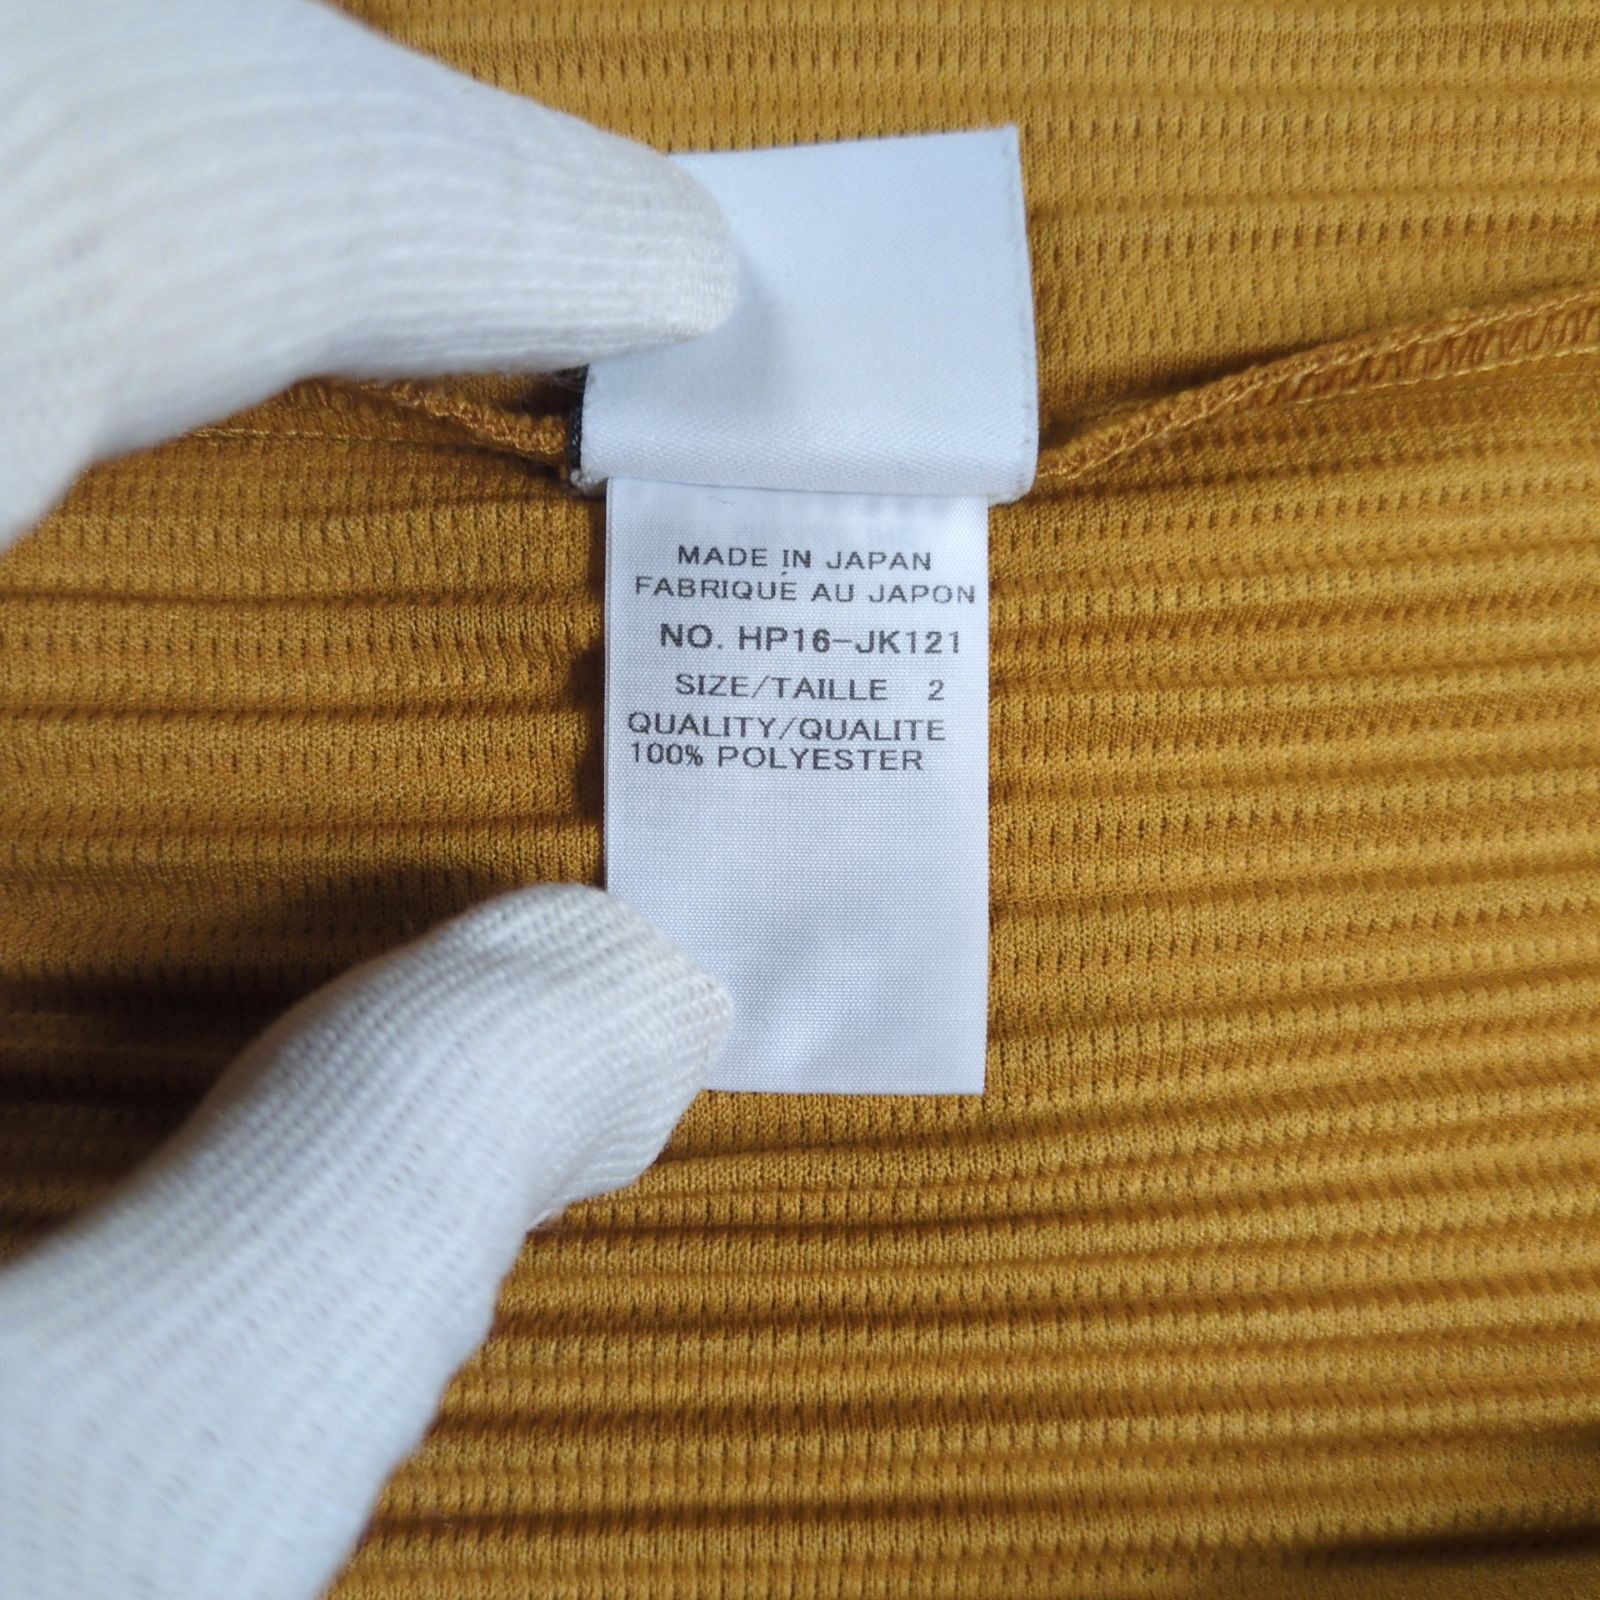 MADE IN JAPAN
FABRIQUE AU JAPON
NO. HP16-JK121
SIZE/TAILLE 2
QUALITY/QUALITE
100% POLYESTER